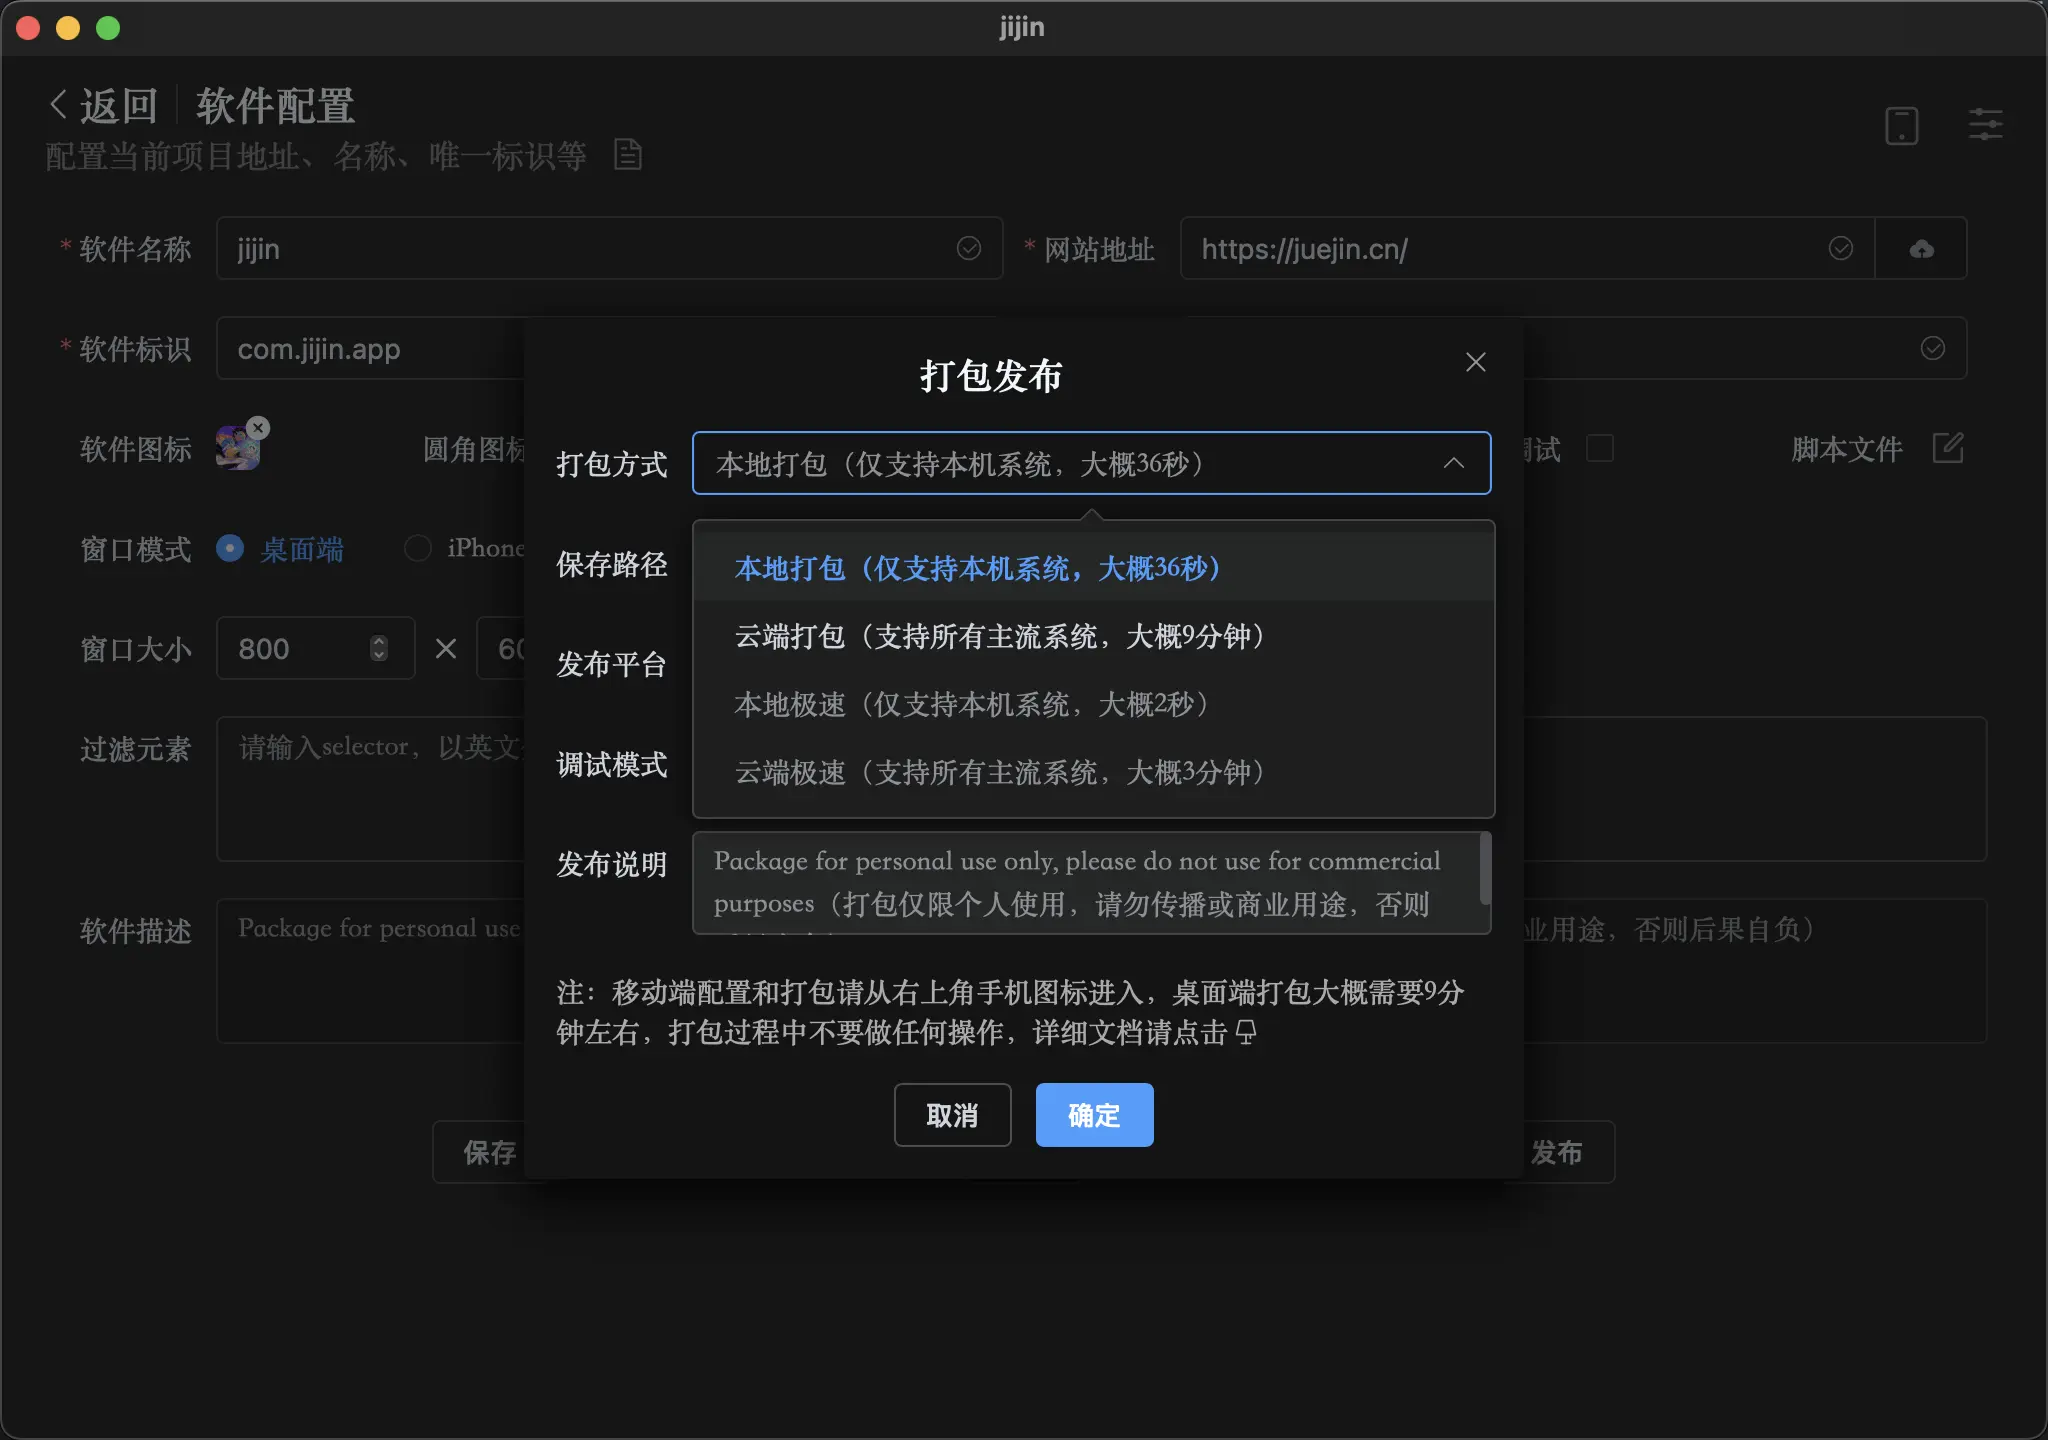 jijin
返回
软件配置
配置当前项目地址、名称、唯一标识等
* 软件名称
jijin
* 网站地址
https://juejin.cn/
* 软件标识
com.jijin.app
软件图标
圆角图标
调试
脚本文件
窗口模式
桌面端
iPhone
窗口大小
800
60
过滤元素
请输入selector，以英文
软件描述
Package for personal use
业用途，否则后果自负）
保存
发布
打包发布
打包方式
本地打包（仅支持本机系统，大概36秒）
保存路径
本地打包（仅支持本机系统，大概36秒）
云端打包（支持所有主流系统，大概9分钟）
发布平台
本地极速（仅支持本机系统，大概2秒）
调试模式
云端极速（支持所有主流系统，大概3分钟）
发布说明
Package for personal use only, please do not use for commercial
purposes（打包仅限个人使用，请勿传播或商业用途，否则
注：移动端配置和打包请从右上角手机图标进入，桌面端打包大概需要9分
钟左右，打包过程中不要做任何操作，详细文档请点击
取消
确定